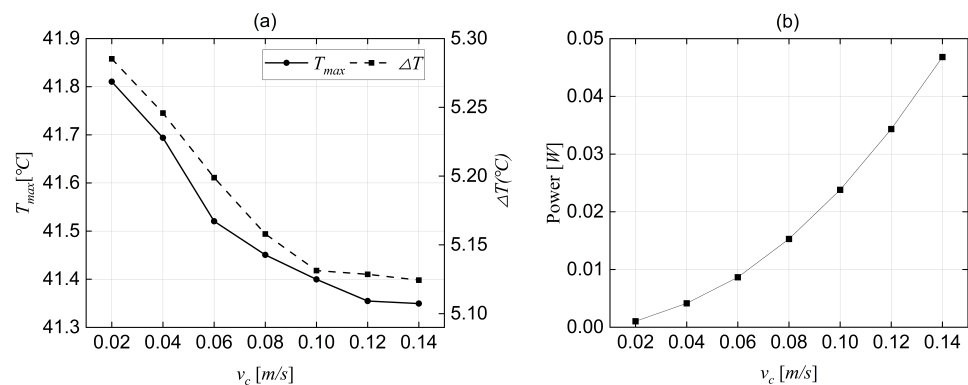 (a)
41.9
41.8
41.7
41.6
41.5
41.4
41.3
T_max[°C]
5.30
5.25
5.20
5.15
5.10
ΔT(°C)
T_max ΔT
0.02 0.04 0.06 0.08 0.10 0.12 0.14
v_c [m/s]
(b)
0.05
0.04
0.03
0.02
0.01
0.00
Power [W]
0.02 0.04 0.06 0.08 0.10 0.12 0.14
v_c [m/s]